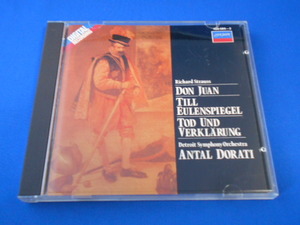 Richard Strauss
DON JUAN
TILL
EULENSPIEGEL
TOD UND
VERKLÄRUNG
Detroit Symphony Orchestra
ANTAL DORATI